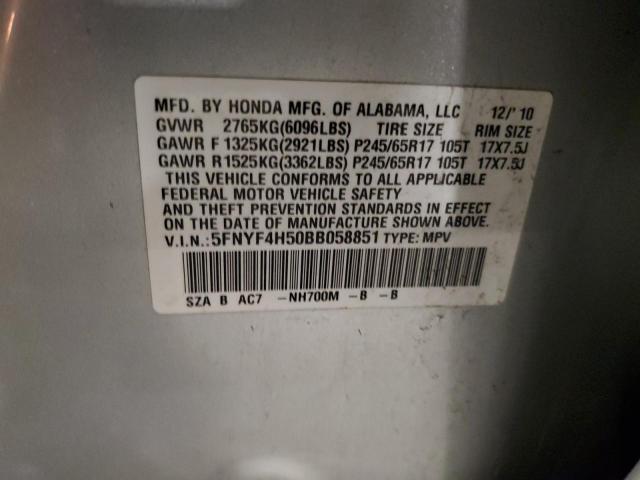 MFD. BY HONDA MFG. OF ALABAMA, LLC 12/'10
GVWR 2765KG(6096LBS) TIRE SIZE RIM SIZE
GAWR F 1325KG(2921LBS) P245/65R17 105T 17X7.5J
GAWR R 1525KG(3362LBS) P245/65R17 105T 17X7.5J
THIS VEHICLE CONFORMS TO ALL APPLICABLE
FEDERAL MOTOR VEHICLE SAFETY
AND THEFT PREVENTION STANDARDS IN EFFECT
ON THE DATE OF MANUFACTURE SHOWN ABOVE.
V.I.N.:5FNYF4H50BB058851 TYPE: MPV
SZA B AC7 -NH700M -B -B